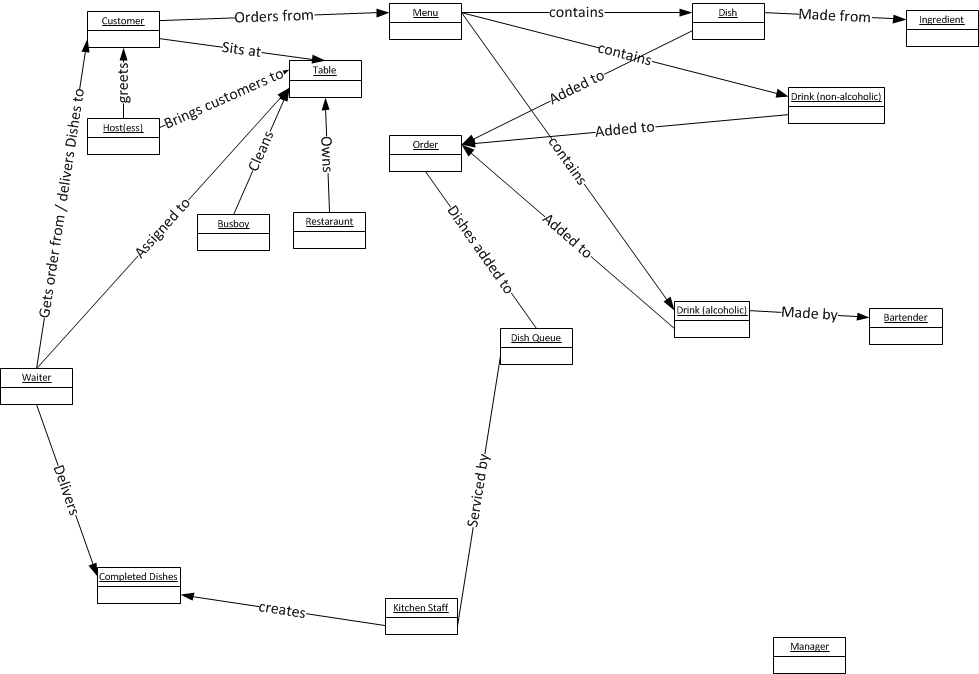 Customer
Orders from
Menu
contains
Dish
Made from
Ingredient
Sits at
contains
Table
greets
Brings customers to
Added to
Drink (non-alcoholic)
Host(ess)
Added to
Order
Cleans
Owns
contains
Gets order from / delivers Dishes to
Assigned to
Busboy
Restaraunt
Dishes added to
Added to
Drink (alcoholic)
Made by
Bartender
Dish Queue
Waiter
Delivers
Serviced by
Completed Dishes
creates
Kitchen Staff
Manager